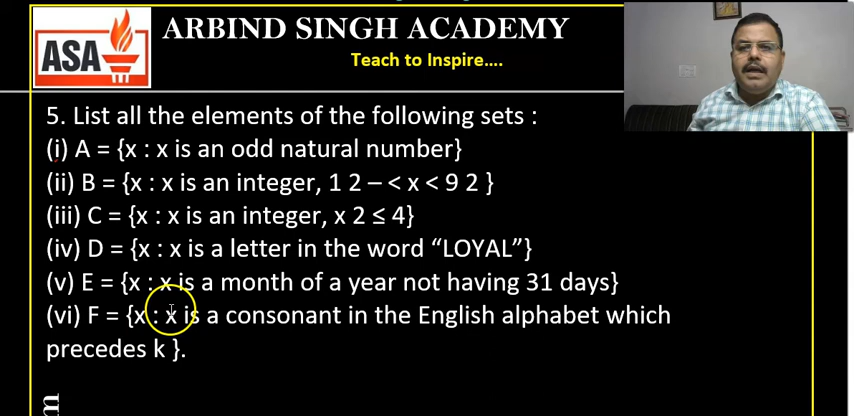 ARBIND SINGH ACADEMY
ASA
Teach to Inspire....
5. List all the elements of the following sets :
(i) A = {x : x is an odd natural number}
(ii) B = {x : x is an integer, 1 2 – < x < 9 2 }
(iii) C = {x : x is an integer, x 2 ≤ 4}
(iv) D = {x : x is a letter in the word “LOYAL”}
(v) E = {x : x is a month of a year not having 31 days}
(vi) F = {x : x is a consonant in the English alphabet which
precedes k }.
m